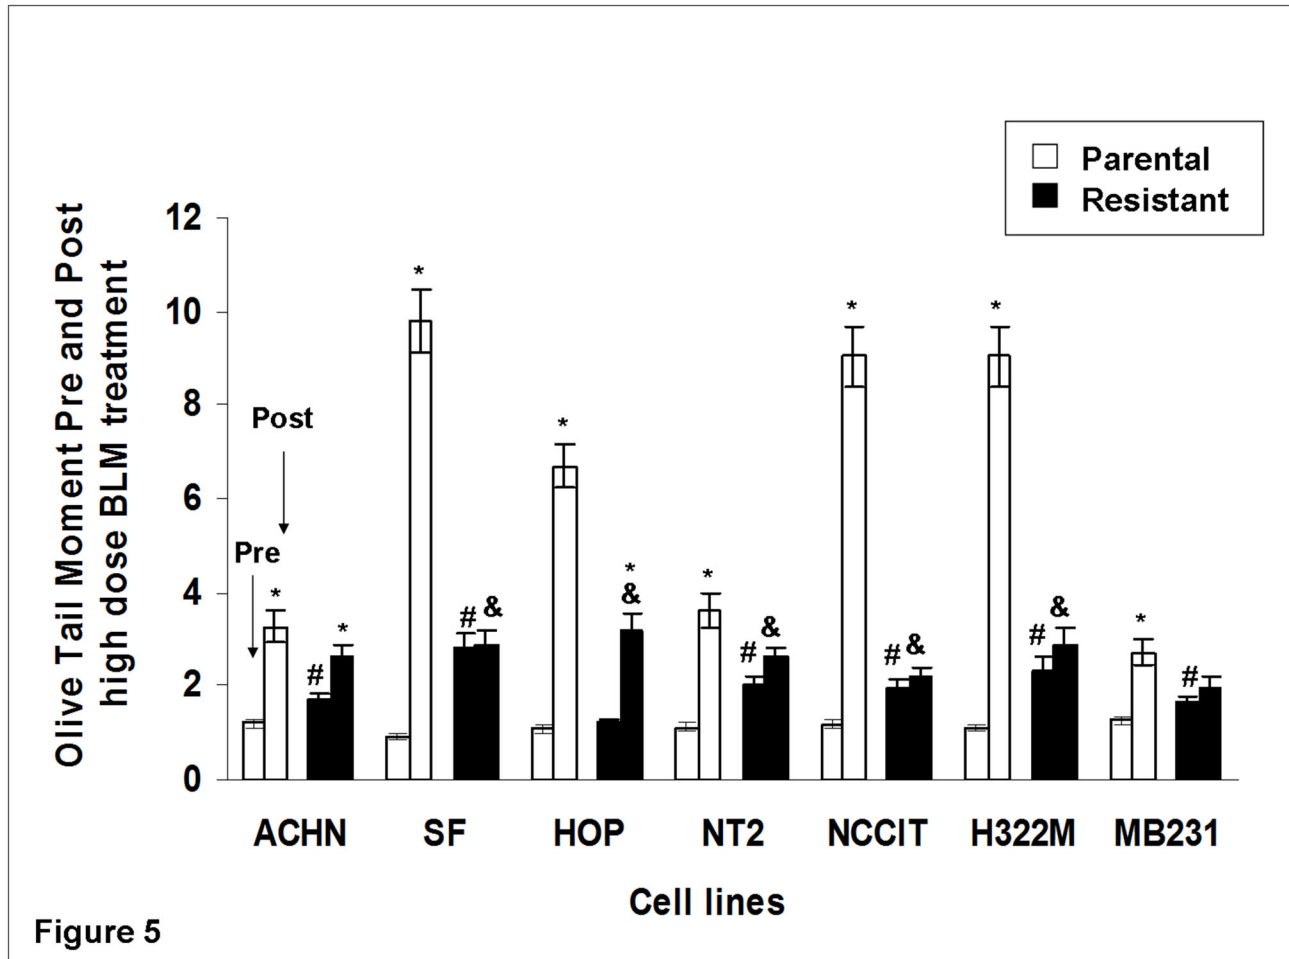 Parental
Resistant
Olive Tail Moment Pre and Post
high dose BLM treatment
12
10
8
6
4
2
0
Post
Pre
*
# *
*
# &
*
*
&
*
# &
*
# &
*
# &
*
#
ACHN SF HOP NT2 NCCIT H322M MB231
Cell lines
Figure 5